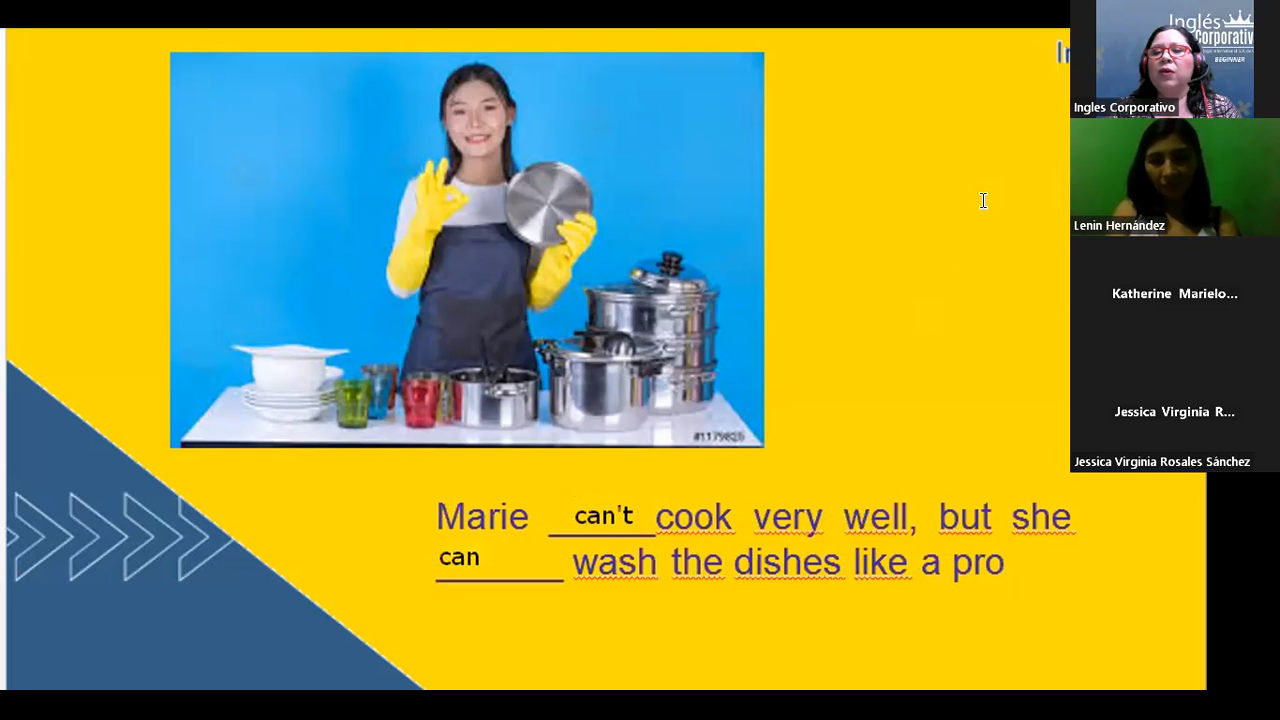 Inglés
Corporativo
BEGINNER
Ingles Corporativo
Lenin Hernández
Katherine Marielo...
Jessica Virginia R...
Jessica Virginia Rosales Sánchez
#1179825
Marie can't cook very well, but she
can wash the dishes like a pro